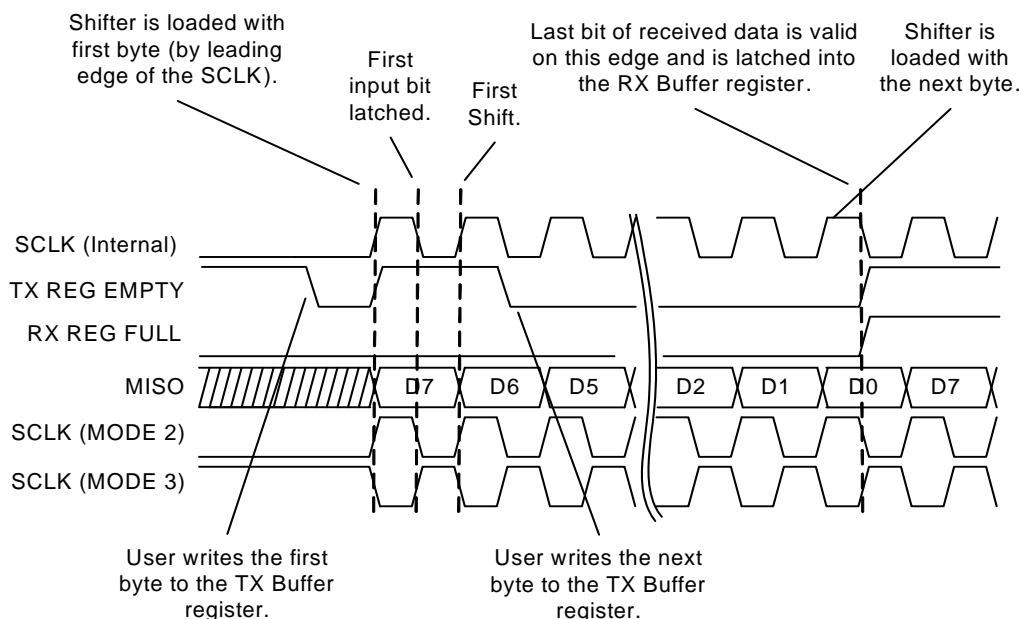 Shifter is loaded with
first byte (by leading
edge of the SCLK).
First
input bit
latched.
First
Shift.
Last bit of received data is valid
on this edge and is latched into
the RX Buffer register.
Shifter is
loaded with
the next byte.
SCLK (Internal)
TX REG EMPTY
RX REG FULL
MISO
D7
D6
D5
D2
D1
D0
D7
SCLK (MODE 2)
SCLK (MODE 3)
User writes the first
byte to the TX Buffer
register.
User writes the next
byte to the TX Buffer
register.